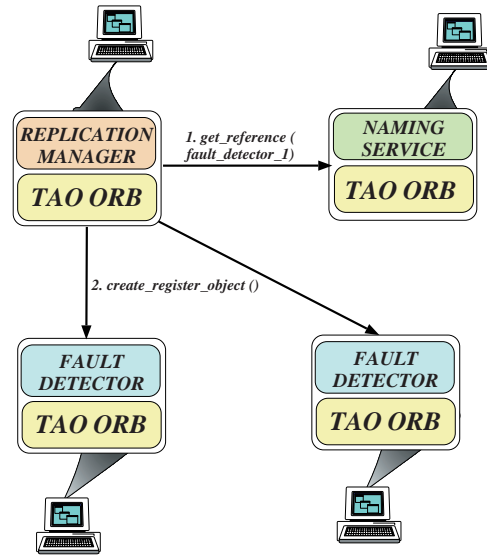 REPLICATION
MANAGER
TAO ORB
1. get_reference (
fault_detector_1)
NAMING
SERVICE
TAO ORB
2. create_register_object ()
FAULT
DETECTOR
TAO ORB
FAULT
DETECTOR
TAO ORB